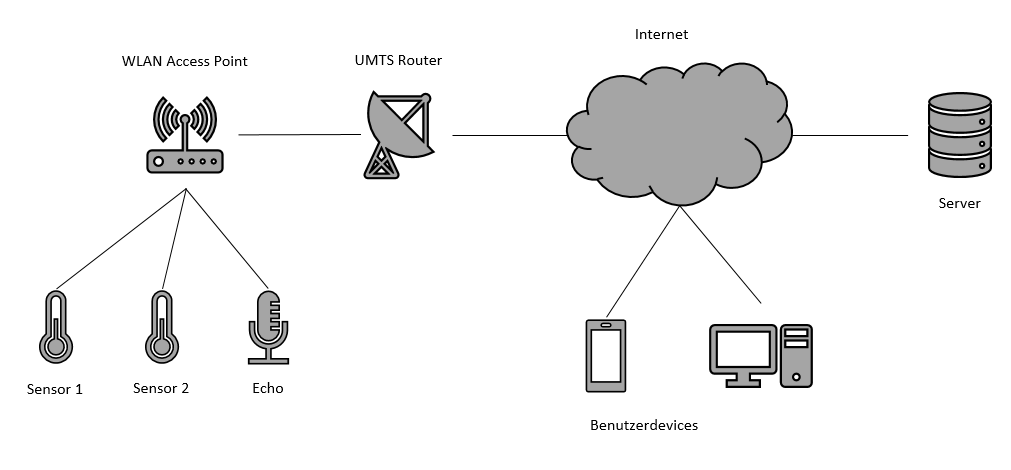 Internet
WLAN Access Point
UMTS Router
Server
Sensor 1
Sensor 2
Echo
Benutzerdevices